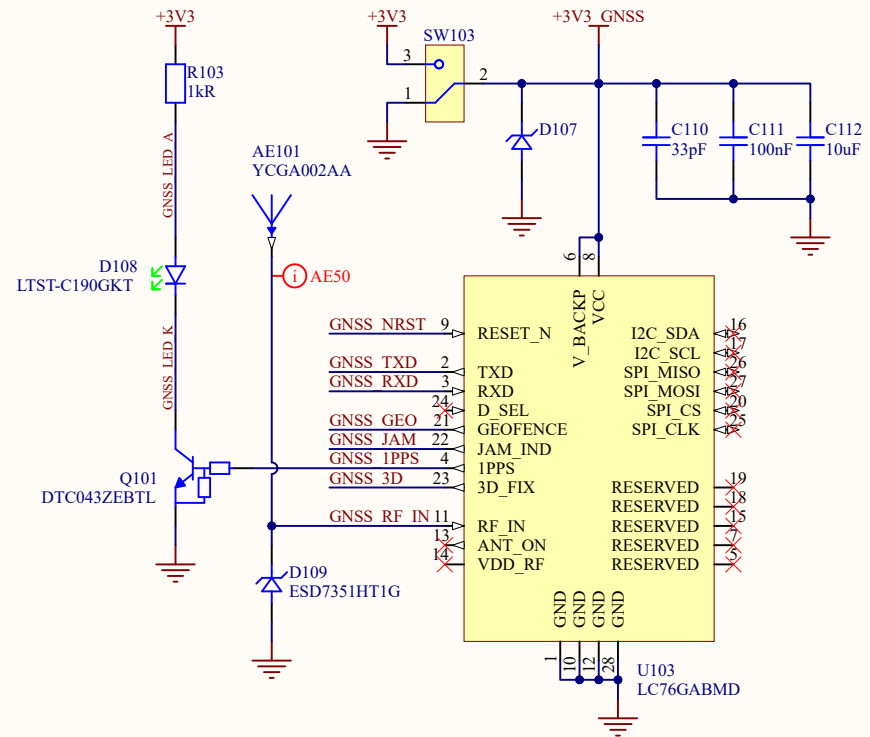 +3V3
+3V3
+3V3_GNSS
SW103
3
2
1
R103
1kR
D107
C110
33pF
C111
100nF
C112
10uF
GNSS_LED_A
AE101
YCGA002AA
D108
LTST-C190GKT
i AE50
GNSS_LED_K
6
8
V_BACKP
VCC
GNSS_NRST 9 RESET_N
GNSS_TXD 2 TXD
GNSS_RXD 3 RXD
24 D_SEL
GNSS_GEO 21 GEOFENCE
GNSS_JAM 22 JAM_IND
GNSS_1PPS 4 1PPS
GNSS_3D 23 3D_FIX
GNSS_RF_IN 11 RF_IN
13 ANT_ON
14 VDD_RF
I2C_SDA 16
I2C_SCL 17
SPI_MISO 26
SPI_MOSI 27
SPI_CS 20
SPI_CLK 25
RESERVED 19
RESERVED 18
RESERVED 15
RESERVED 7
RESERVED 5
Q101
DTC043ZEBTL
D109
ESD7351HT1G
GND
GND
GND
GND
1
10
12
28
U103
LC76GABMD